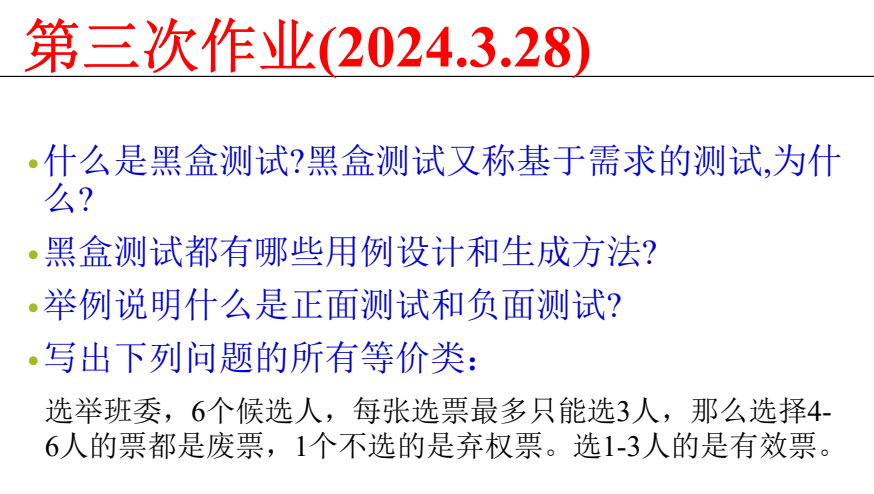 第三次作业(2024.3.28)
•什么是黑盒测试?黑盒测试又称基于需求的测试,为什
么?
•黑盒测试都有哪些用例设计和生成方法?
•举例说明什么是正面测试和负面测试?
•写出下列问题的所有等价类：
选举班委，6个候选人，每张选票最多只能选3人，那么选择4-
6人的票都是废票，1个不选的是弃权票。选1-3人的是有效票。